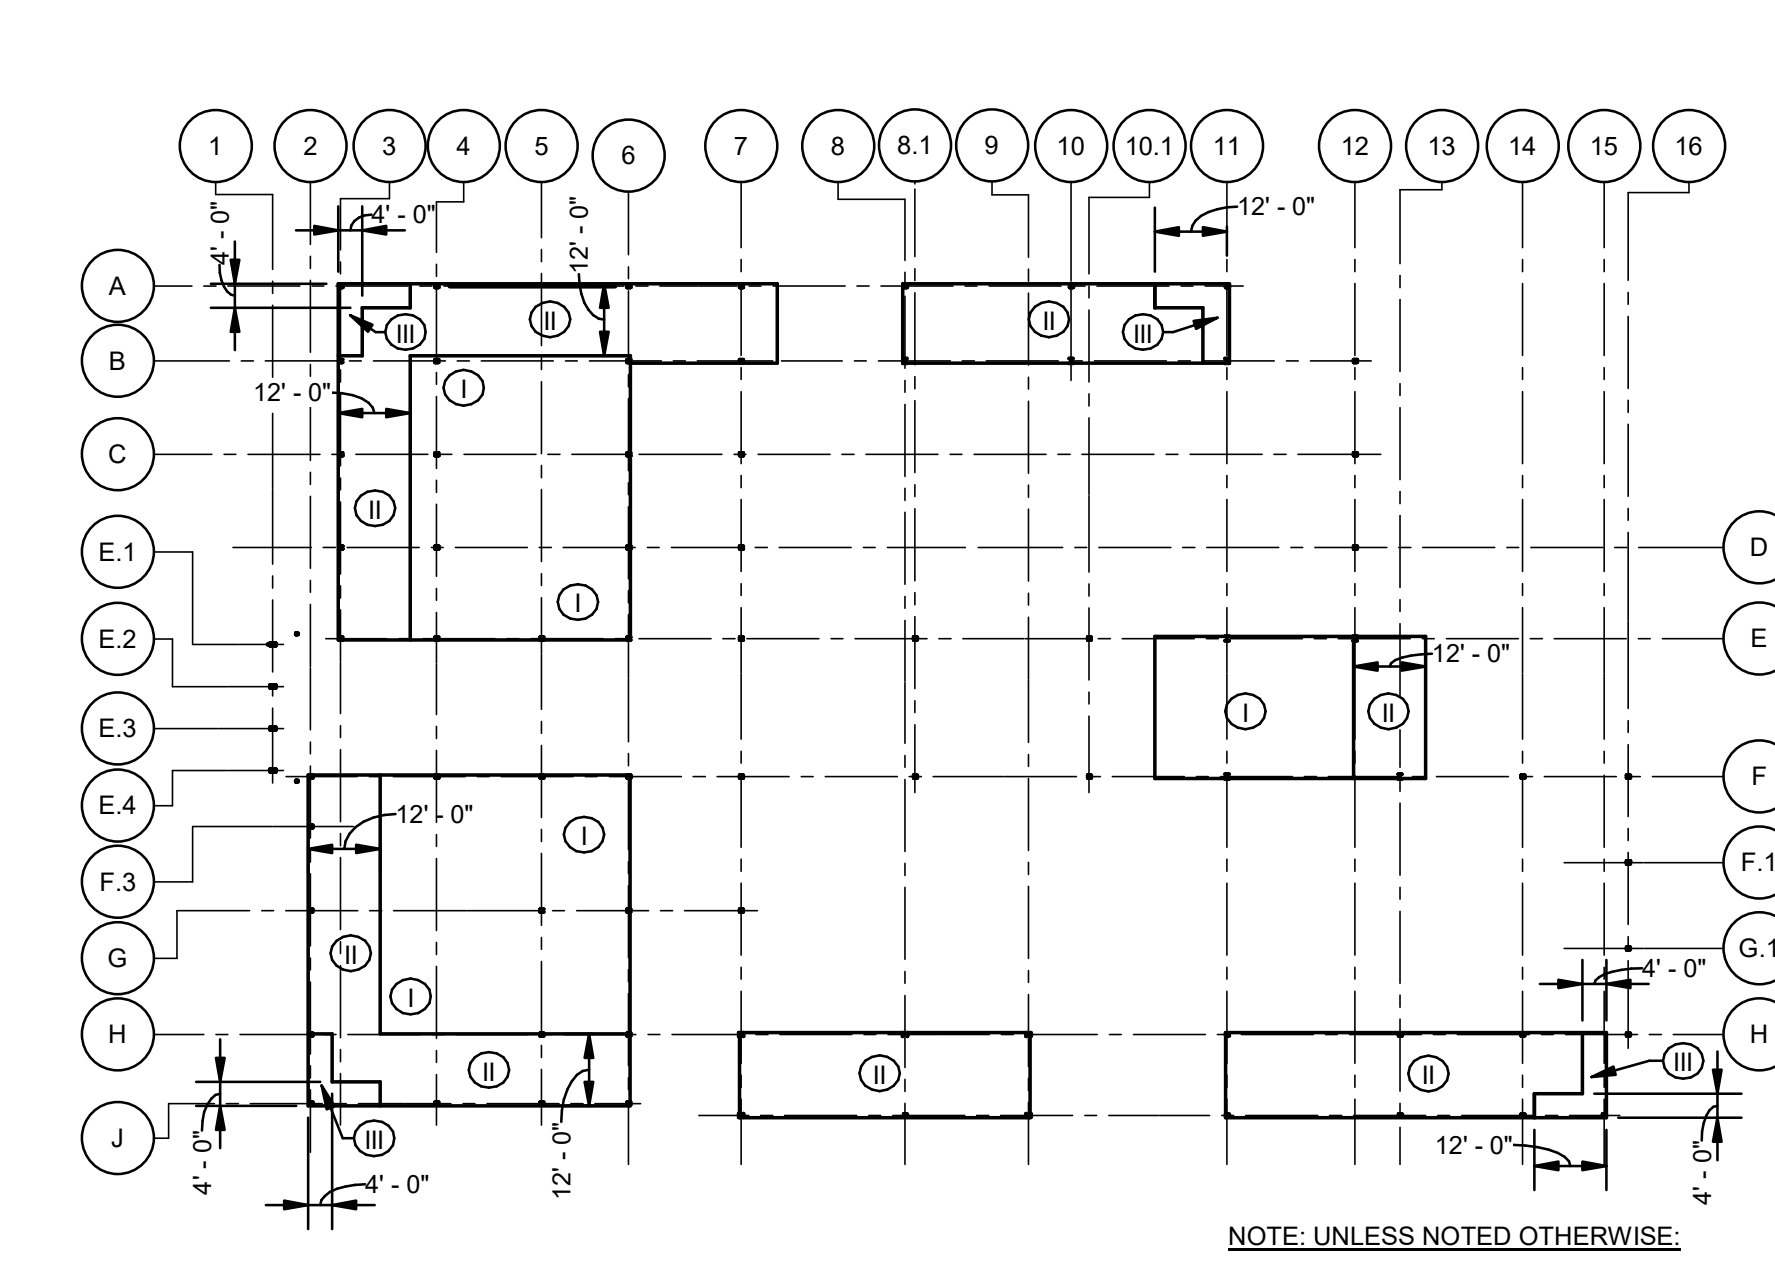 1 2 3 4 5 6 7 8 8.1 9 10 10.1 11 12 13 14 15 16
4' - 0" 4' - 0" 12' - 0" 12' - 0"
A
II II
III III
B
12' - 0" I
C
II
E.1 D
I
E.2 E
12' - 0"
I II
E.3
E.4 F
12' - 0"
I
F.3 F.1
G II G.1
4' - 0"
I
H H
II II II III
J III 12' - 0"
4' - 0" 12' - 0" 4' - 0"
4' - 0"
NOTE: UNLESS NOTED OTHERWISE: